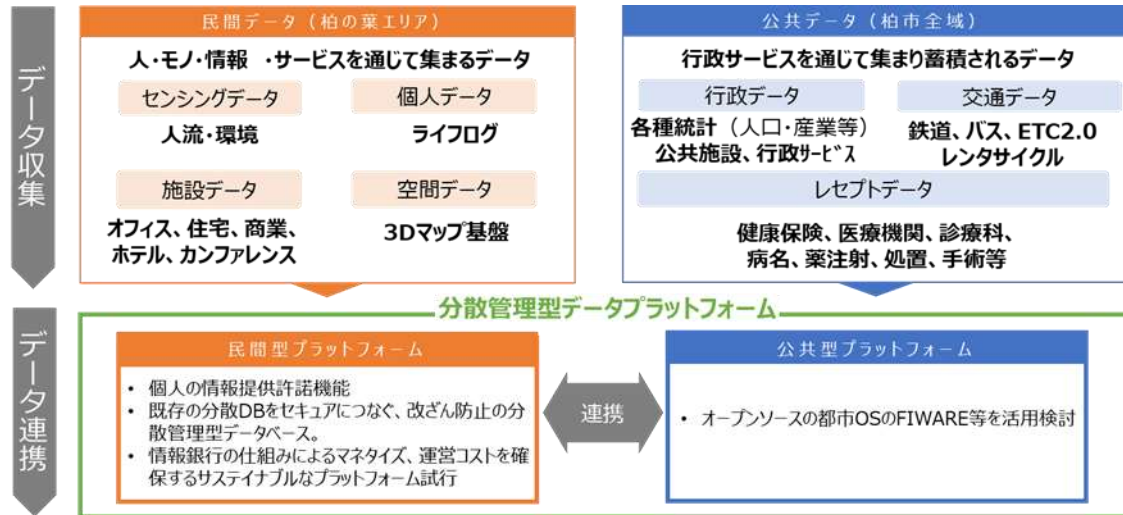 データ収集
民間データ（柏の葉エリア）
人・モノ・情報 ・サービスを通じて集まるデータ
センシングデータ
人流・環境
個人データ
ライフログ
施設データ
オフィス、住宅、商業、
ホテル、カンファレンス
空間データ
3Dマップ基盤
公共データ（柏市全域）
行政サービスを通じて集まり蓄積されるデータ
行政データ
各種統計（人口・産業等）
公共施設、行政ｻｰﾋﾞｽ
交通データ
鉄道、バス、ETC2.0
レンタサイクル
レセプトデータ
健康保険、医療機関、診療科、
病名、薬注射、処置、手術等
データ連携
分散管理型データプラットフォーム
民間型プラットフォーム
• 個人の情報提供許諾機能
• 既存の分散DBをセキュアにつなぐ、改ざん防止の分
散管理型データベース。
• 情報銀行の仕組みによるマネタイズ、運営コストを確
保するサステイナブルなプラットフォーム試行
連携
公共型プラットフォーム
• オープンソースの都市OSのFIWARE等を活用検討